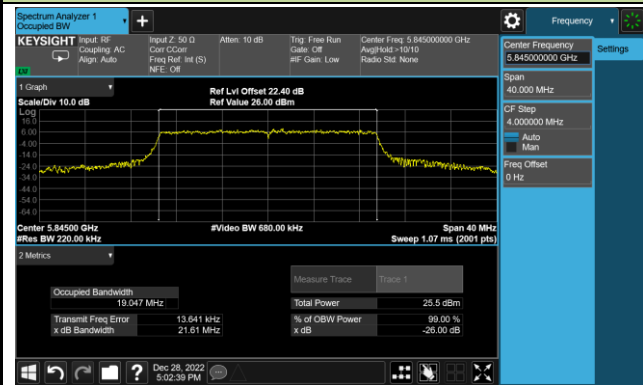 Spectrum Analyzer 1
Occupied BW
Frequency
KEYSIGHT
Input: RF
Coupling: AC
Align: Auto
Input Z: 50 Ω
Corr CCorr
Freq Ref: Int (S)
NFE: Off
Atten: 10 dB
Trig: Free Run
Gate: Off
#IF Gain: Low
Center Freq: 5.845000000 GHz
Avg|Hold:>10/10
Radio Std: None
LXI
1 Graph
Scale/Div 10.0 dB
Ref Lvl Offset 22.40 dB
Ref Value 26.00 dBm
Log
16.0
6.00
-4.00
-14.0
-24.0
-34.0
-44.0
-54.0
-64.0
Center 5.84500 GHz
#Res BW 220.00 kHz
#Video BW 680.00 kHz
Span 40 MHz
Sweep 1.07 ms (2001 pts)
2 Metrics
Measure Trace
Trace 1
Occupied Bandwidth
19.047 MHz
Total Power
25.5 dBm
Transmit Freq Error
13.641 kHz
% of OBW Power
99.00 %
x dB Bandwidth
21.61 MHz
x dB
-26.00 dB
Center Frequency
5.845000000 GHz
Settings
Span
40.000 MHz
CF Step
4.000000 MHz
Auto
Man
Freq Offset
0 Hz
?
Dec 28, 2022
5:02:39 PM